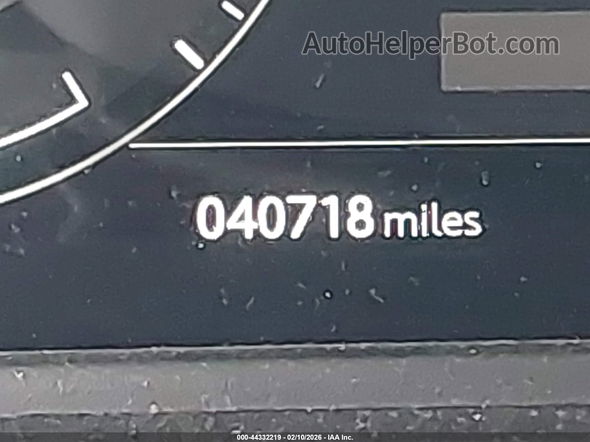 AutoHelperBot.com
040718 miles
000-44332219 - 02/10/2026 - IAA Inc.